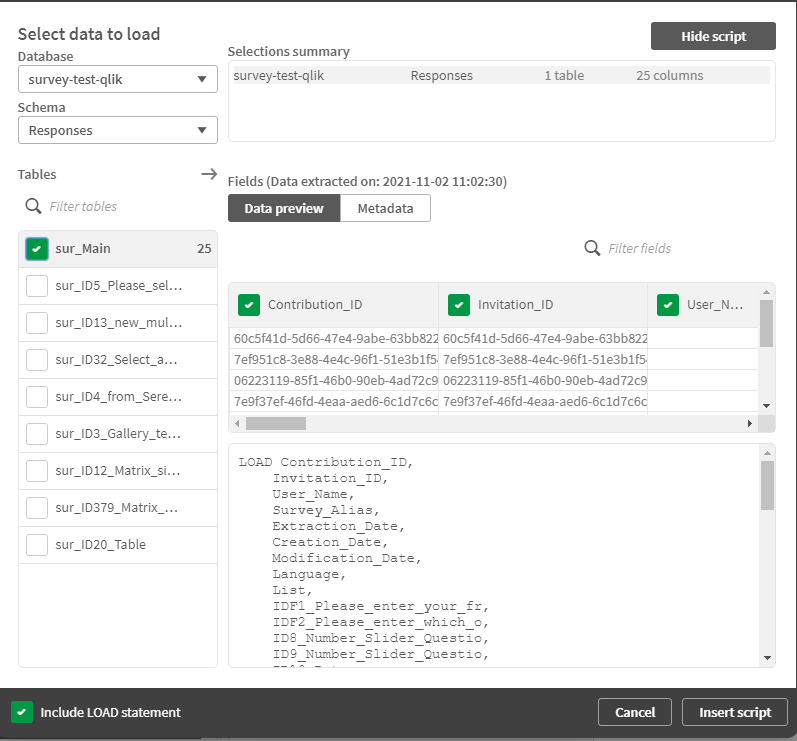 Select data to load
Hide script
Database
survey-test-qlik
Schema
Responses
Selections summary
survey-test-qlik Responses 1 table 25 columns
Tables
Filter tables
sur_Main 25
sur_ID5_Please_sel...
sur_ID13_new_mul...
sur_ID32_Select_a...
sur_ID4_from_Sere...
sur_ID3_Gallery_te...
sur_ID12_Matrix_si...
sur_ID379_Matrix_...
sur_ID20_Table
Fields (Data extracted on: 2021-11-02 11:02:30)
Data preview Metadata
Filter fields
Contribution_ID Invitation_ID User_N...
60c5f41d-5d66-47e4-9abe-63bb822 60c5f41d-5d66-47e4-9abe-63bb822
7ef951c8-3e88-4e4c-96f1-51e3b1f5 7ef951c8-3e88-4e4c-96f1-51e3b1f5
06223119-85f1-46b0-90eb-4ad72c9 06223119-85f1-46b0-90eb-4ad72c9
7e9f37ef-46fd-4eaa-aed6-6c1d7c6c 7e9f37ef-46fd-4eaa-aed6-6c1d7c6c
LOAD Contribution_ID,
Invitation_ID,
User_Name,
Survey_Alias,
Extraction_Date,
Creation_Date,
Modification_Date,
Language,
List,
IDF1_Please_enter_your_fr,
IDF2_Please_enter_which_o,
ID8_Number_Slider_Questio,
ID9_Number_Slider_Questio,
Include LOAD statement
Cancel
Insert script